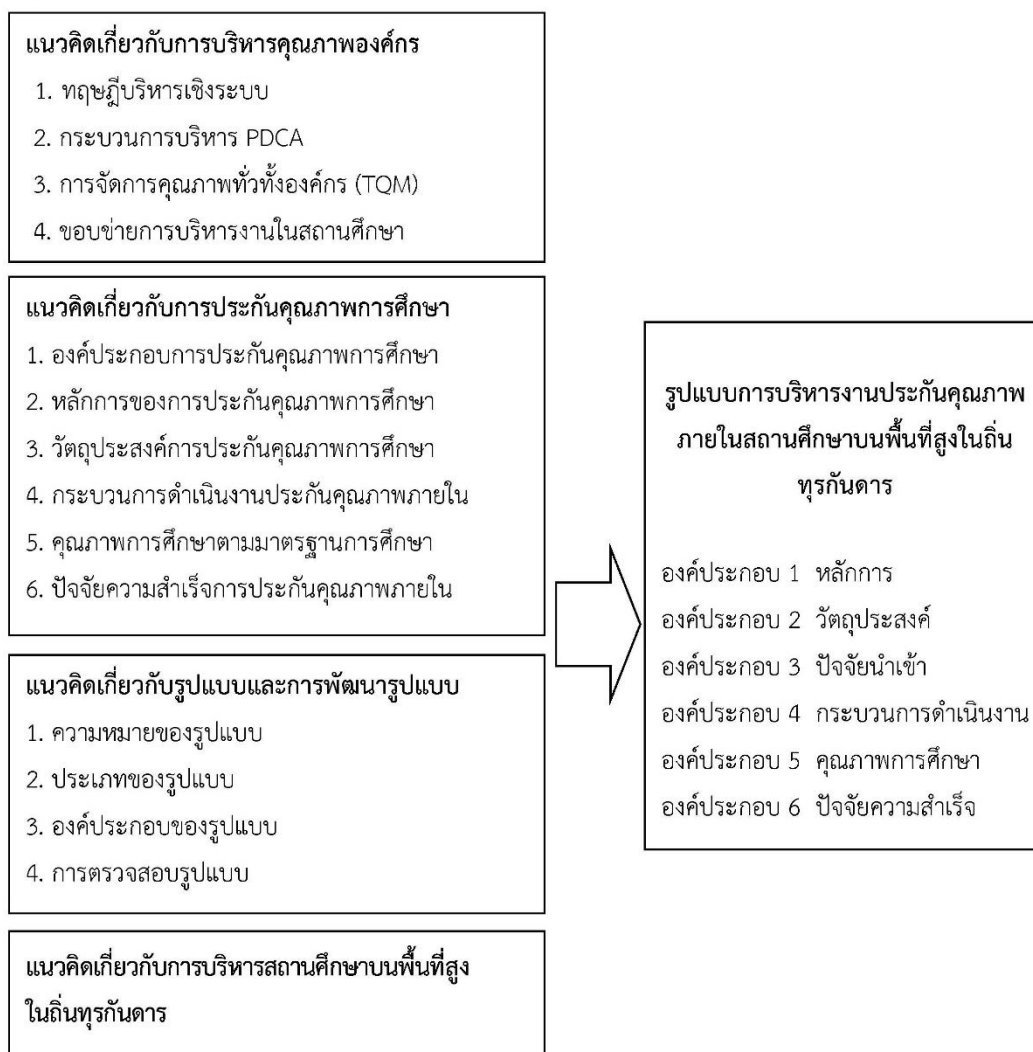 แนวคิดเกี่ยวกับการบริหารคุณภาพองค์กร
1. ทฤษฎีบริหารเชิงระบบ
2. กระบวนการบริหาร PDCA
3. การจัดการคุณภาพทั่วทั้งองค์กร (TQM)
4. ขอบข่ายการบริหารงานในสถานศึกษา
แนวคิดเกี่ยวกับการประกันคุณภาพการศึกษา
1. องค์ประกอบการประกันคุณภาพการศึกษา
2. หลักการของการประกันคุณภาพการศึกษา
3. วัตถุประสงค์การประกันคุณภาพการศึกษา
4. กระบวนการดำเนินงานประกันคุณภาพภายใน
5. คุณภาพการศึกษาตามมาตรฐานการศึกษา
6. ปัจจัยความสำเร็จการประกันคุณภาพภายใน
แนวคิดเกี่ยวกับรูปแบบและการพัฒนารูปแบบ
1. ความหมายของรูปแบบ
2. ประเภทของรูปแบบ
3. องค์ประกอบของรูปแบบ
4. การตรวจสอบรูปแบบ
แนวคิดเกี่ยวกับการบริหารสถานศึกษาบนพื้นที่สูง
ในถิ่นทุรกันดาร
รูปแบบการบริหารงานประกันคุณภาพ
ภายในสถานศึกษาบนพื้นที่สูงในถิ่น
ทุรกันดาร
องค์ประกอบ 1 หลักการ
องค์ประกอบ 2 วัตถุประสงค์
องค์ประกอบ 3 ปัจจัยนำเข้า
องค์ประกอบ 4 กระบวนการดำเนินงาน
องค์ประกอบ 5 คุณภาพการศึกษา
องค์ประกอบ 6 ปัจจัยความสำเร็จ